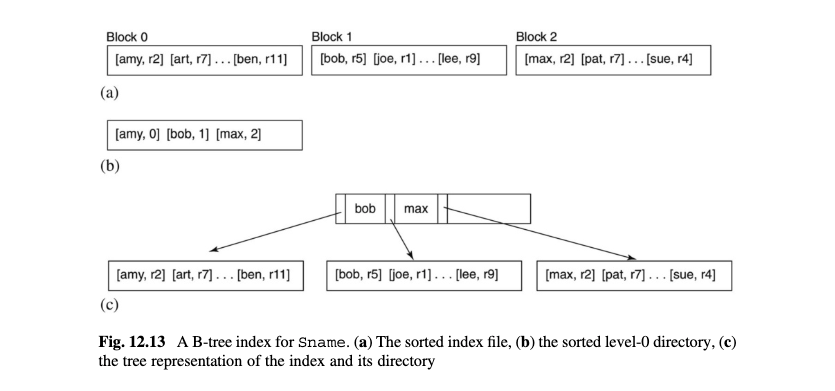 Block 0 Block 1 Block 2
[amy, r2] [art, r7] . . . [ben, r11] [bob, r5] [joe, r1] . . . [lee, r9] [max, r2] [pat, r7] . . . [sue, r4]
(a)
[amy, 0] [bob, 1] [max, 2]
(b)
bob max
[amy, r2] [art, r7] . . . [ben, r11] [bob, r5] [joe, r1] . . . [lee, r9] [max, r2] [pat, r7] . . . [sue, r4]
(c)
Fig. 12.13 A B-tree index for Sname. (a) The sorted index file, (b) the sorted level-0 directory, (c)
the tree representation of the index and its directory